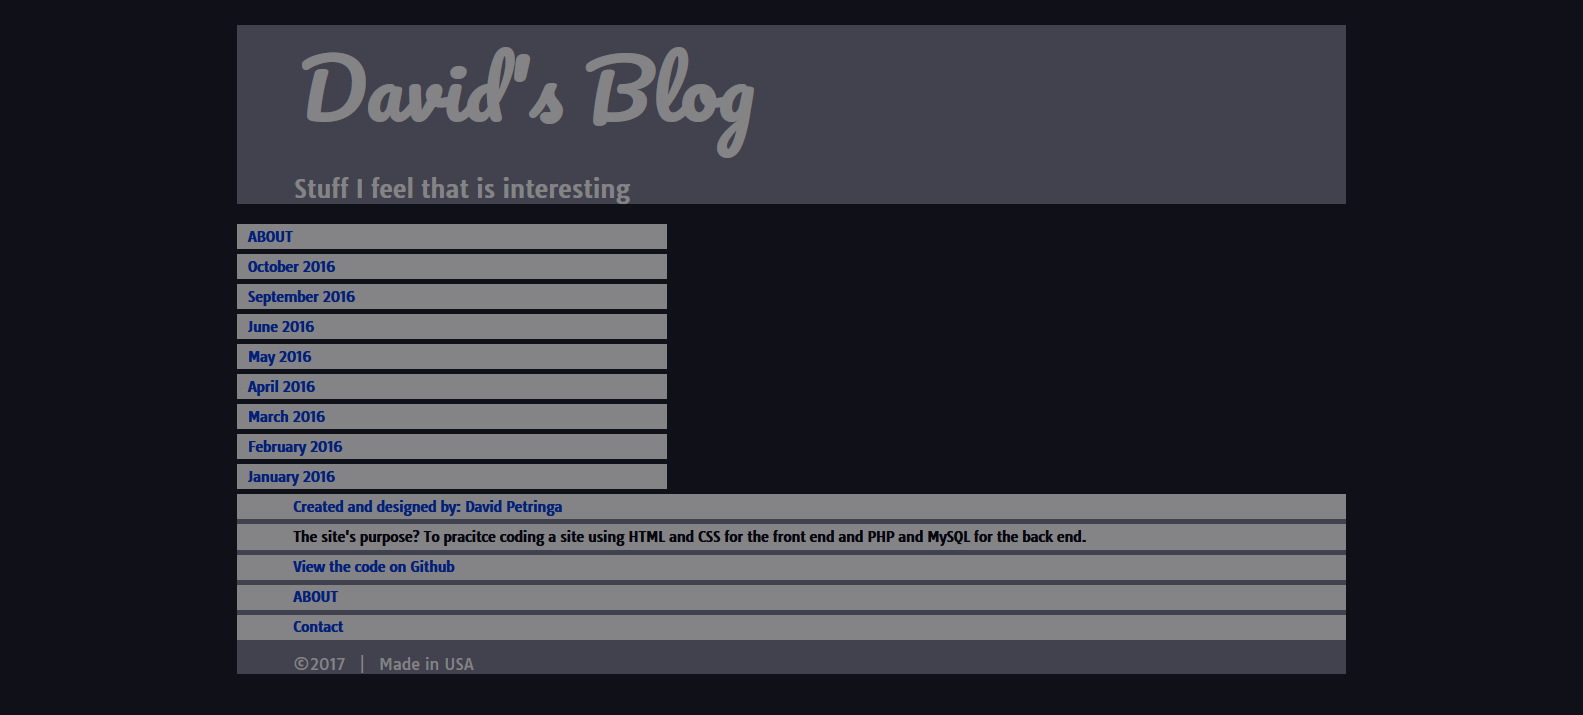 David's Blog
Stuff I feel that is interesting
ABOUT
October 2016
September 2016
June 2016
May 2016
April 2016
March 2016
February 2016
January 2016
Created and designed by: David Petringa
The site's purpose? To pracitce coding a site using HTML and CSS for the front end and PHP and MySQL for the back end.
View the code on Github
ABOUT
Contact
©2017 | Made in USA